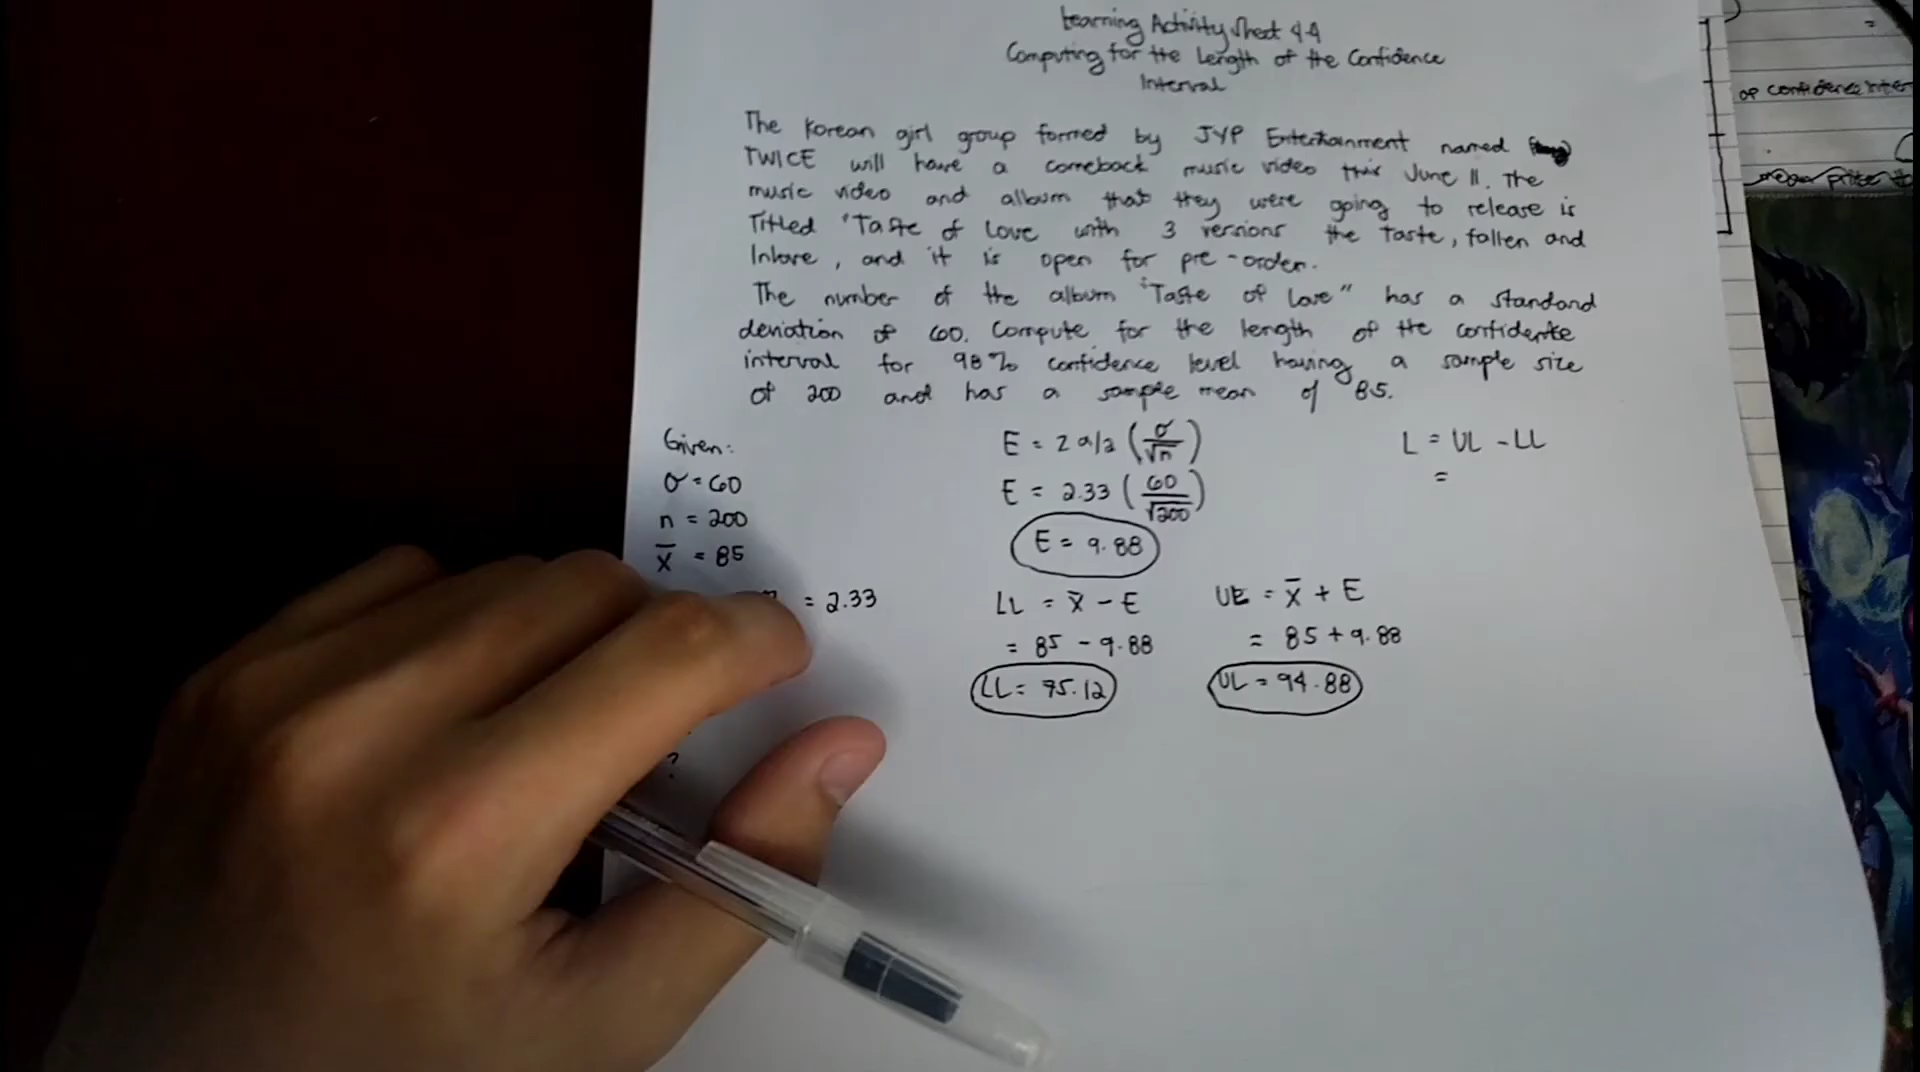 Learning Activity Sheet 4.4
Computing for the Length of the Confidence
Interval
The Korean girl group formed by JYP Entertainment named
TWICE will have a comeback music video this June 11. The
music video and album that they were going to release is
Titled "Taste of Love with 3 versions the Taste, fallen and
Inlove, and it is open for pre-order.
The number of the album "Taste of Love" has a standard
deviation of 60. Compute for the length of the confidence
interval for 98% confidence level having a sample size
of 200 and has a sample mean of 85.
Given:
σ = 60
n = 200
x̄ = 85
= 2.33
?
E = Z α/2 (σ/√n)
E = 2.33 (60/√200)
E = 9.88
LL = x̄ - E
= 85 - 9.88
LL = 75.12
UL = x̄ + E
= 85 + 9.88
UL = 94.88
L = UL - LL
=
of confidence inter